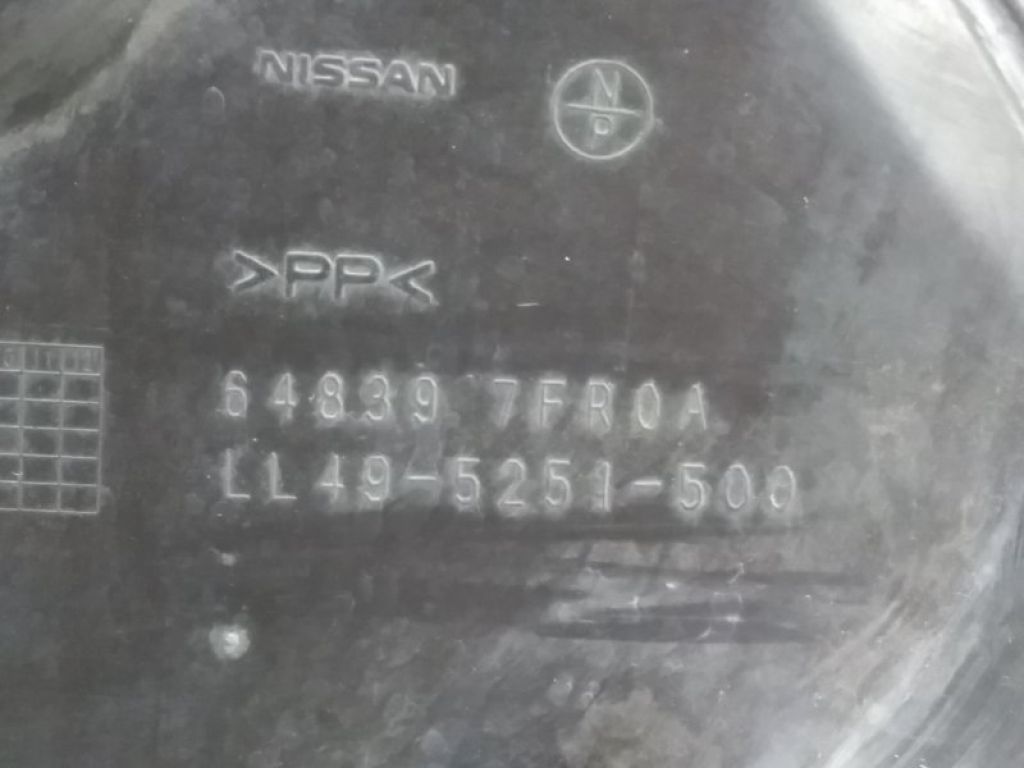 NISSAN
N
D
>PP<
64839 7FR0A
LL49-5251-500